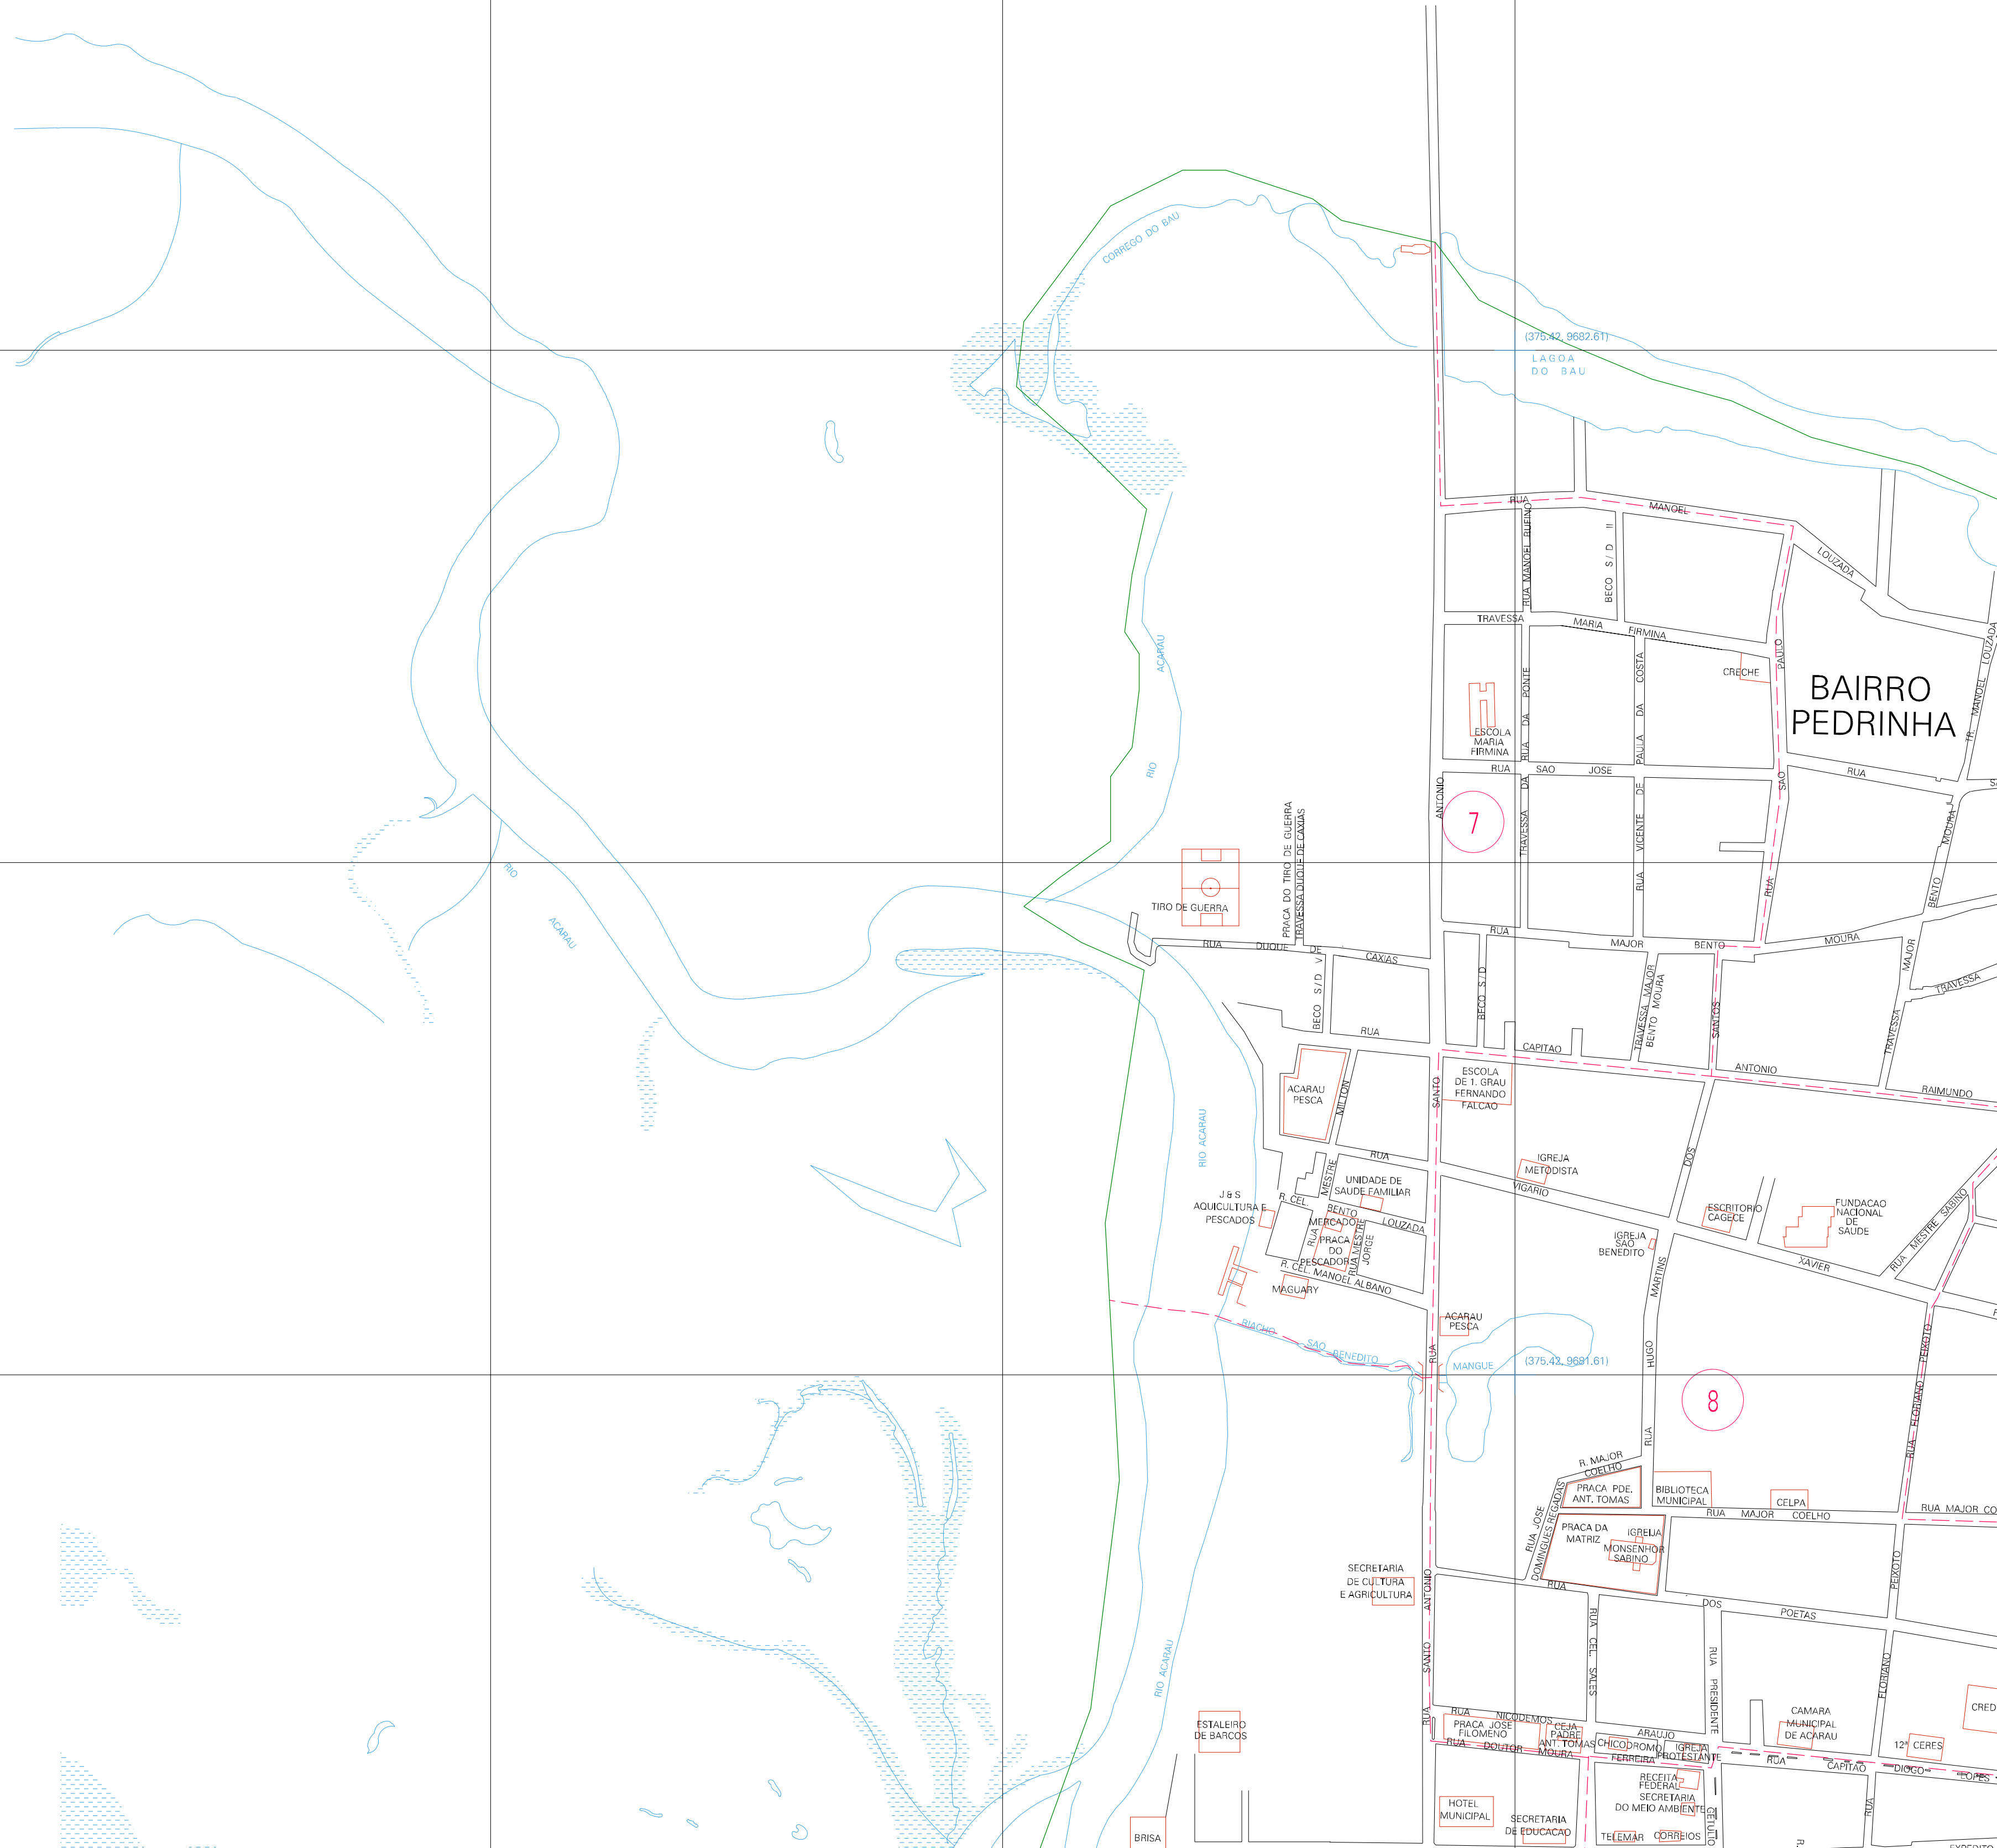 CORREGO DO BAU
(375.42, 9682.61)
LAGOA
DO BAU
RUA
MANOEL
LOUZADA
RUA MANOEL RUFINO
BECO S/D II
TRAVESSA
MARIA
FIRMINA
RIO
ACARAU
CRECHE
PAULO
SAO
RUA
BAIRRO
PEDRINHA
TR. MANOEL LOUZADA
ESCOLA
MARIA
FIRMINA
TRAVESSA DA
RUA DA PONTE
RUA VICENTE DE PAULA DA COSTA
RUA SAO JOSE
RUA
BENTO MOURA
ANTONIO
7
PRACA DO TIRO DE GUERRA
TRAVESSA DUQUE DE CAXIAS
TIRO DE GUERRA
RIO
ACARAU
RUA DUQUE DE CAXIAS
BECO S/D V
RUA
MAJOR
BENTO
MOURA
BECO S/D
TRAVESSA MAJOR
BENTO MOURA
SANTOS
TRAVESSA
MAJOR
TRAVESSA
RUA
CAPITAO
ANTONIO
RAIMUNDO
ACARAU
PESCA
MILTON
SANTO
ESCOLA
DE 1. GRAU
FERNANDO
FALCAO
RIO ACARAU
RUA
MESTRE
RUA
UNIDADE DE
SAUDE FAMILIAR
IGREJA
METODISTA
VIGARIO
DOS
J & S
AQUICULTURA E
PESCADOS
R. CEL.
BENTO
LOUZADA
MERCADO
PRACA
DO
PESCADOR
RUA MESTRE
JORGE
R. CEL. MANOEL ALBANO
MAGUARY
ESCRITORIO
CAGECE
FUNDACAO
NACIONAL
DE
SAUDE
RUA MESTRE SABINO
IGREJA
SAO
BENEDITO
XAVIER
MARTINS
HUGO
RUA
ACARAU
PESCA
RUA
RIACHO
SAO BENEDITO
MANGUE
(375.42, 9681.61)
8
RUA FLORIANO PEIXOTO
R. MAJOR
COELHO
PRACA PDE.
ANT. TOMAS
BIBLIOTECA
MUNICIPAL
CELPA
RUA MAJOR COELHO
RUA MAJOR CO
RUA JOSE
DOMINGUES REGADAS
PRACA DA
MATRIZ
IGREIJA
MONSENHOR
SABINO
SECRETARIA
DE CULTURA
E AGRICULTURA
RUA SANTO ANTONIO
RUA
DOS
POETAS
PEIXOTO
FLORIANO
RUA
RIO ACARAU
RUA CEL. SALES
RUA PRESIDENTE
GETULIO
ESTALEIRO
DE BARCOS
RUA NICODEMOS ARAUJO
PRACA JOSE
FILOMENO
CEJA
PADRE
ANT. TOMAS
CHICODROMO
IGREJA
PROTESTANTE
RUA DOUTOR MOURA FERREIRA
CAMARA
MUNICIPAL
DE ACARAU
12ª CERES
CRED
RUA CAPITAO DIOGO LOPES
RECEITA
FEDERAL
SECRETARIA
DO MEIO AMBIENTE
HOTEL
MUNICIPAL
SECRETARIA
DE EDUCACAO
TELEMAR
CORREIOS
BRISA
R.